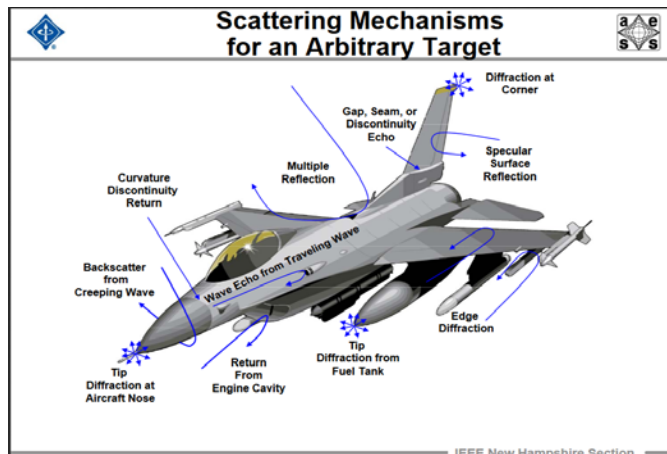 Scattering Mechanisms
for an Arbitrary Target
a e
s s
Diffraction at
Corner
Gap, Seam, or
Discontinuity
Echo
Specular
Surface
Reflection
Multiple
Reflection
Curvature
Discontinuity
Return
Wave Echo from Traveling Wave
Backscatter
from
Creeping Wave
Edge
Diffraction
Tip
Diffraction from
Fuel Tank
Return
From
Engine Cavity
Tip
Diffraction at
Aircraft Nose
IEEE New Hampshire Section